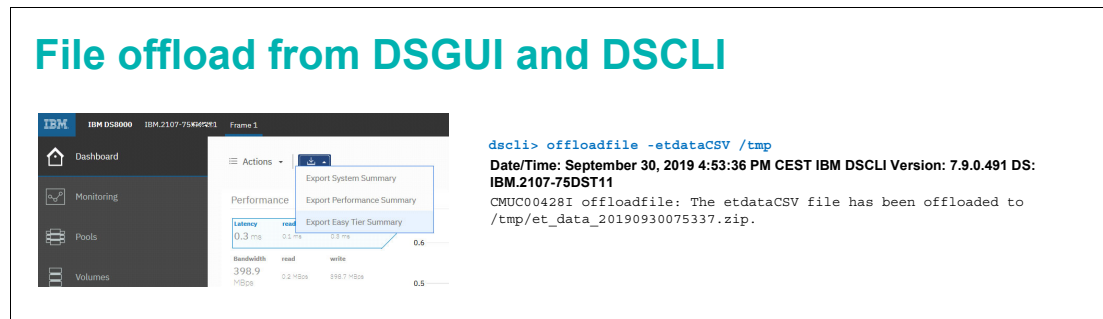 File offload from DSGUI and DSCLI
IBM IBM DS8000 Frame 1
Dashboard
Monitoring
Pools
Volumes
Actions
Export System Summary
Export Performance Summary
Export Easy Tier Summary
Performance
Latency read
0.3 ms 0.1 ms 0.3 ms
0.6
Bandwidth read write
398.9 0.2 MBps 398.7 MBps
MBps
0.5
dscli> offloadfile -etdataCSV /tmp
Date/Time: September 30, 2019 4:53:36 PM CEST IBM DSCLI Version: 7.9.0.491 DS:
IBM.2107-75DST11
CMUC00428I offloadfile: The etdataCSV file has been offloaded to
/tmp/et_data_20190930075337.zip.